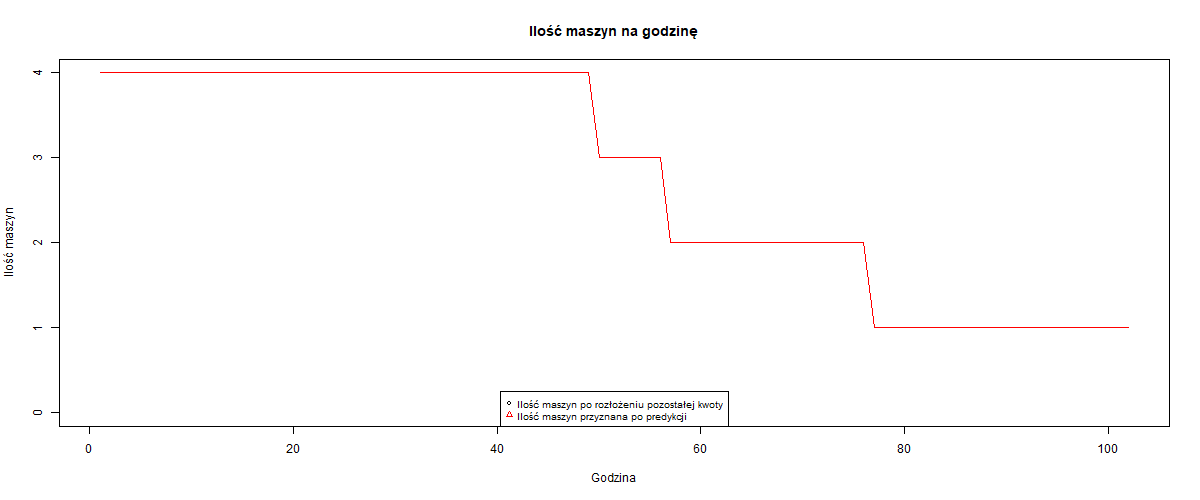 Ilość maszyn na godzinę
Ilość maszyn
4
3
2
1
0
Ilość maszyn po rozłożeniu pozostałej kwoty
Ilość maszyn przyznana po predykcji
0 20 40 60 80 100
Godzina